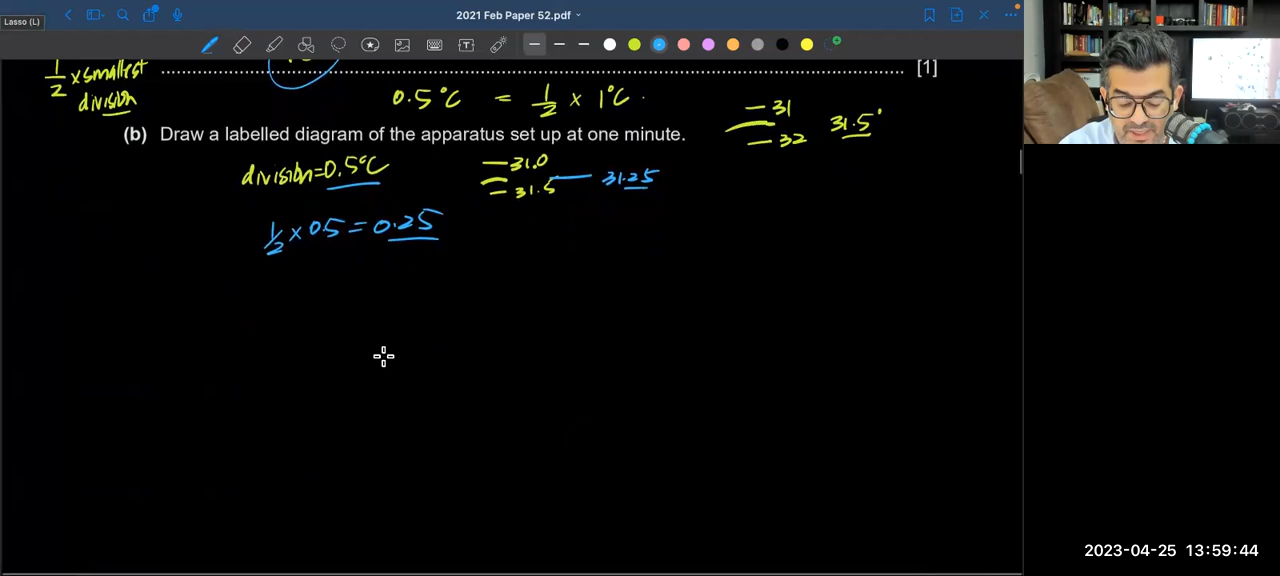 Lasso (L)
2021 Feb Paper 52.pdf
1/2 x smallest division
[1]
0.5°C = 1/2 x 1°C.
31
32
31.5°
(b) Draw a labelled diagram of the apparatus set up at one minute.
division=0.5°C
31.0
31.5
31.25
1/2 x 05 = 0.25
2023-04-25 13:59:44